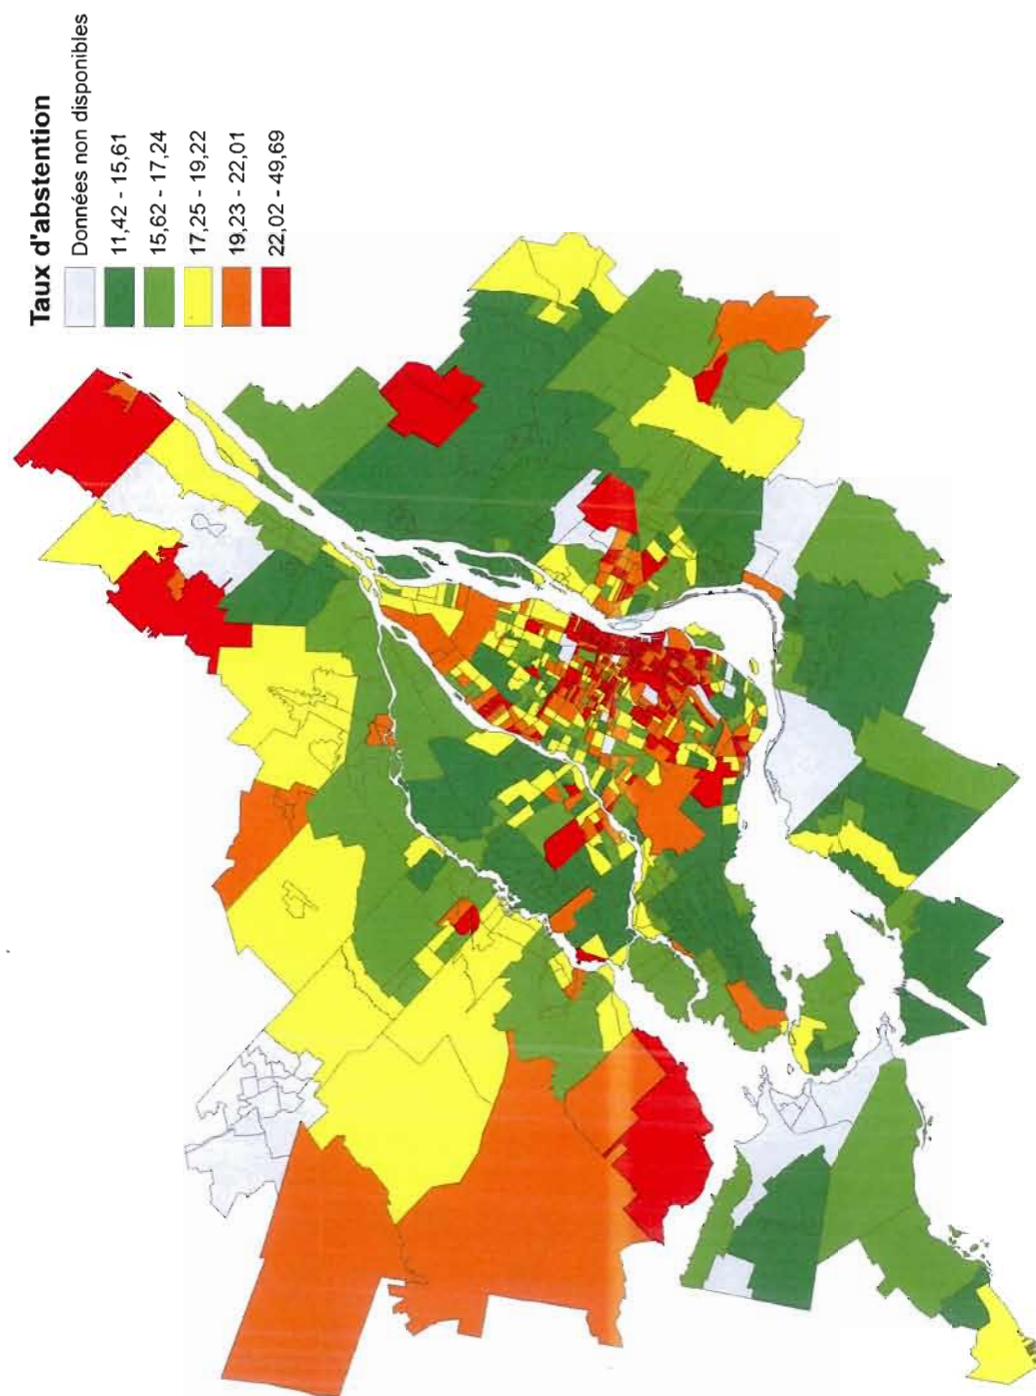 Taux d'abstention
Données non disponibles
11,42 - 15,61
15,62 - 17,24
17,25 - 19,22
19,23 - 22,01
22,02 - 49,69